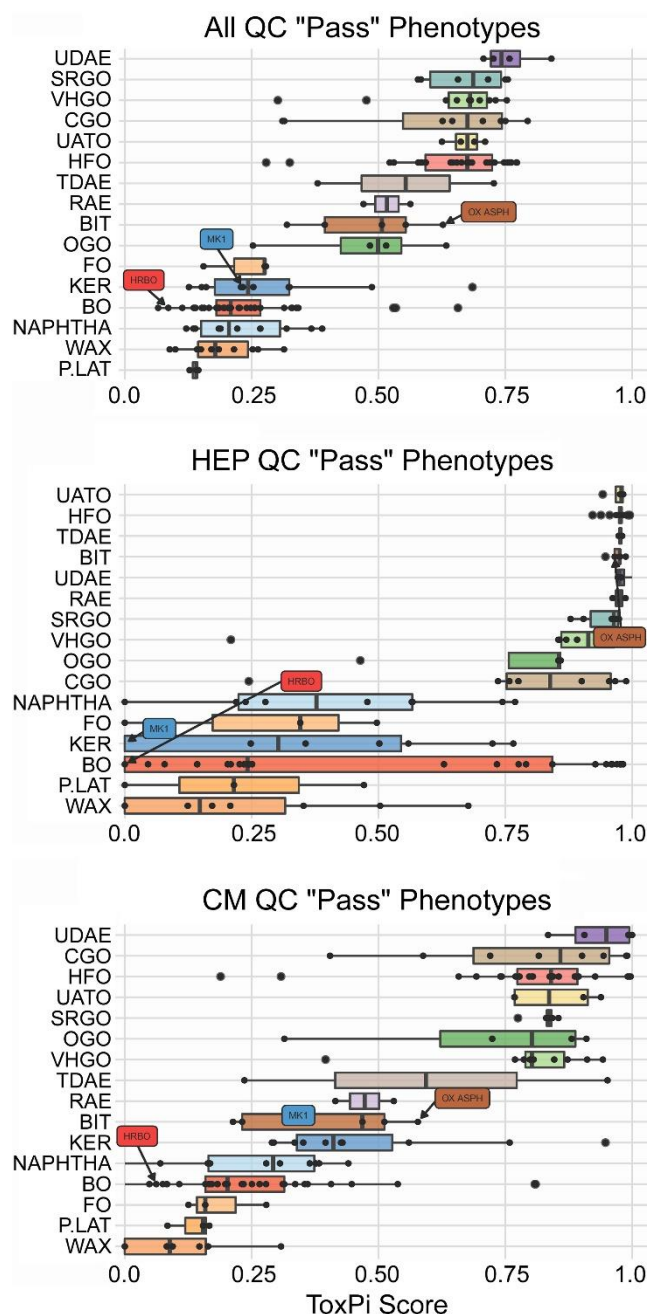 All QC "Pass" Phenotypes
UDAE
SRGO
VHGO
CGO
UATO
HFO
TDAE
RAE
BIT
OX ASPH
OGO
MK1
FO
HRBO
KER
BO
NAPHTHA
WAX
P.LAT
0.0 0.25 0.50 0.75 1.0
HEP QC "Pass" Phenotypes
UATO
HFO
TDAE
BIT
UDAE
RAE
SRGO
VHGO
OX ASPH
OGO
CGO
HRBO
NAPHTHA
FO
MK1
KER
BO
P.LAT
WAX
0.0 0.25 0.50 0.75 1.0
CM QC "Pass" Phenotypes
UDAE
CGO
HFO
UATO
SRGO
OGO
VHGO
TDAE
RAE
OX ASPH
BIT
MK1
KER
HRBO
NAPHTHA
BO
FO
P.LAT
WAX
0.0 0.25 0.50 0.75 1.0
ToxPi Score